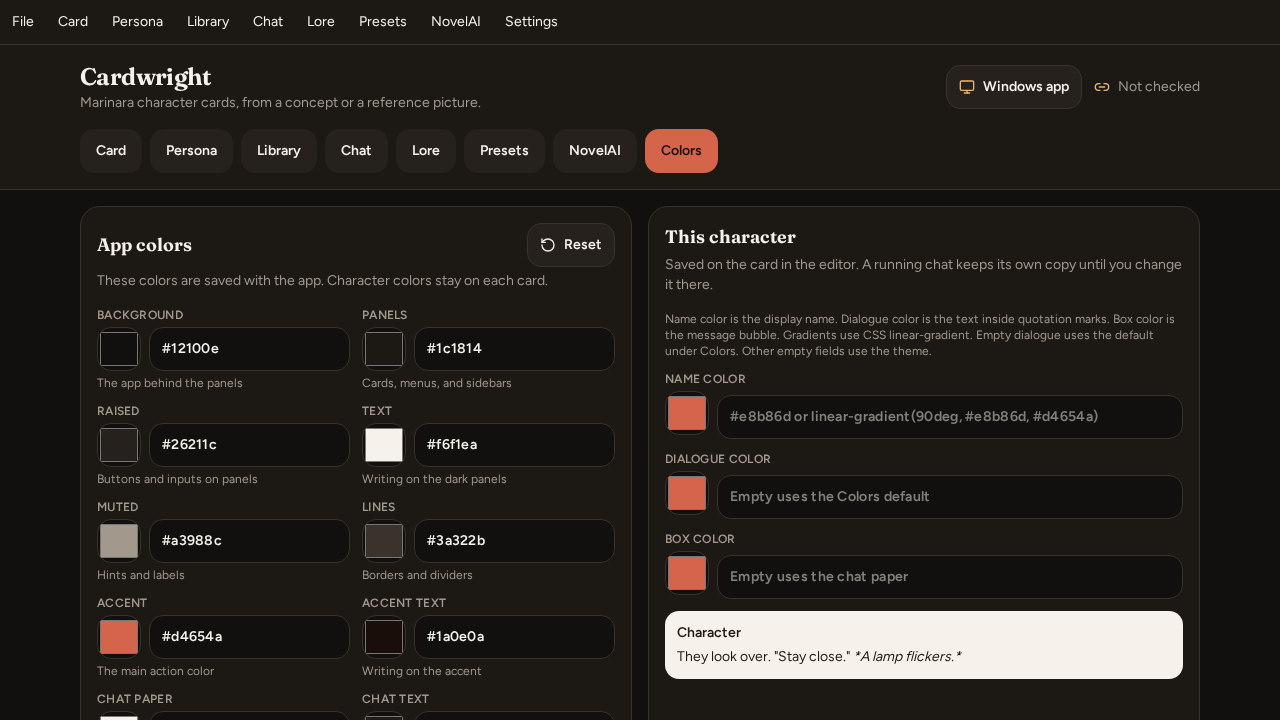 File Card Persona Library Chat Lore Presets NovelAI Settings
Cardwright
Marinara character cards, from a concept or a reference picture.
Windows app
Not checked
Card Persona Library Chat Lore Presets NovelAI Colors
App colors
Reset
These colors are saved with the app. Character colors stay on each card.
BACKGROUND
#12100e
The app behind the panels
PANELS
#1c1814
Cards, menus, and sidebars
RAISED
#26211c
Buttons and inputs on panels
TEXT
#f6f1ea
Writing on the dark panels
MUTED
#a3988c
Hints and labels
LINES
#3a322b
Borders and dividers
ACCENT
#d4654a
The main action color
ACCENT TEXT
#1a0e0a
Writing on the accent
CHAT PAPER
CHAT TEXT
This character
Saved on the card in the editor. A running chat keeps its own copy until you change
it there.
Name color is the display name. Dialogue color is the text inside quotation marks. Box color is
the message bubble. Gradients use CSS linear-gradient. Empty dialogue uses the default
under Colors. Other empty fields use the theme.
NAME COLOR
#e8b86d or linear-gradient(90deg, #e8b86d, #d4654a)
DIALOGUE COLOR
Empty uses the Colors default
BOX COLOR
Empty uses the chat paper
Character
They look over. "Stay close." *A lamp flickers.*